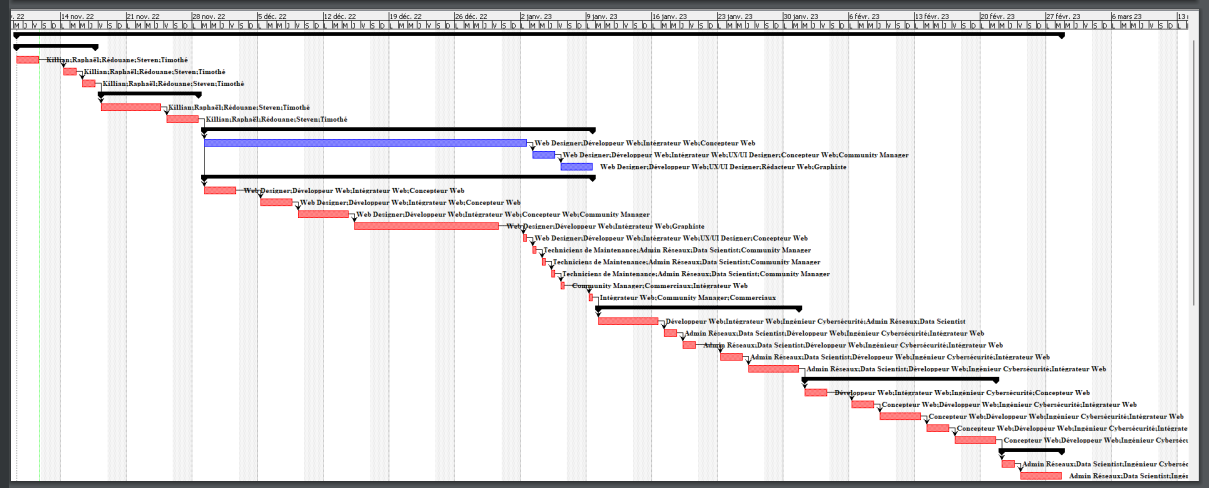 . 22 14 nov. 22 21 nov. 22 28 nov. 22 5 déc. 22 12 déc. 22 19 déc. 22 26 déc. 22 2 janv. 23 9 janv. 23 16 janv. 23 23 janv. 23 30 janv. 23 6 févr. 23 13 févr. 23 20 févr. 23 27 févr. 23 6 mars 23 13
Killian;Raphaël;Rédouane;Steven;Timothé
Killian;Raphaël;Rédouane;Steven;Timothé
Killian;Raphaël;Rédouane;Steven;Timothé
Killian;Raphaël;Rédouane;Steven;Timothé
Killian;Raphaël;Rédouane;Steven;Timothé
Web Designer;Développeur Web;Intégrateur Web;Concepteur Web
Web Designer;Développeur Web;Intégrateur Web;UX/UI Designer;Concepteur Web;Community Manager
Web Designer;Développeur Web;UX/UI Designer;Rédacteur Web;Graphiste
Web Designer;Développeur Web;Intégrateur Web;Concepteur Web
Web Designer;Développeur Web;Intégrateur Web;Concepteur Web
Web Designer;Développeur Web;Intégrateur Web;Concepteur Web;Community Manager
Web Designer;Développeur Web;Intégrateur Web;Graphiste
Web Designer;Développeur Web;Intégrateur Web;UX/UI Designer;Concepteur Web
Techniciens de Maintenance;Admin Réseaux;Data Scientist;Community Manager
Techniciens de Maintenance;Admin Réseaux;Data Scientist;Community Manager
Techniciens de Maintenance;Admin Réseaux;Data Scientist;Community Manager
Community Manager;Commerciaux;Intégrateur Web
Intégrateur Web;Community Manager;Commerciaux
Développeur Web;Intégrateur Web;Ingénieur Cybersécurité;Admin Réseaux;Data Scientist
Admin Réseaux;Data Scientist;Développeur Web;Ingénieur Cybersécurité;Intégrateur Web
Admin Réseaux;Data Scientist;Développeur Web;Ingénieur Cybersécurité;Intégrateur Web
Admin Réseaux;Data Scientist;Développeur Web;Ingénieur Cybersécurité;Intégrateur Web
Admin Réseaux;Data Scientist;Développeur Web;Ingénieur Cybersécurité;Intégrateur Web
Développeur Web;Intégrateur Web;Ingénieur Cybersécurité;Concepteur Web
Concepteur Web;Développeur Web;Ingénieur Cybersécurité;Intégrateur Web
Concepteur Web;Développeur Web;Ingénieur Cybersécurité;Intégrateur Web
Concepteur Web;Développeur Web;Ingénieur Cybersécurité;Intégrate
Concepteur Web;Développeur Web;Ingénieur Cybersécur
Admin Réseaux;Data Scientist;Ingénieur Cybersé
Admin Réseaux;Data Scientist;Ingé